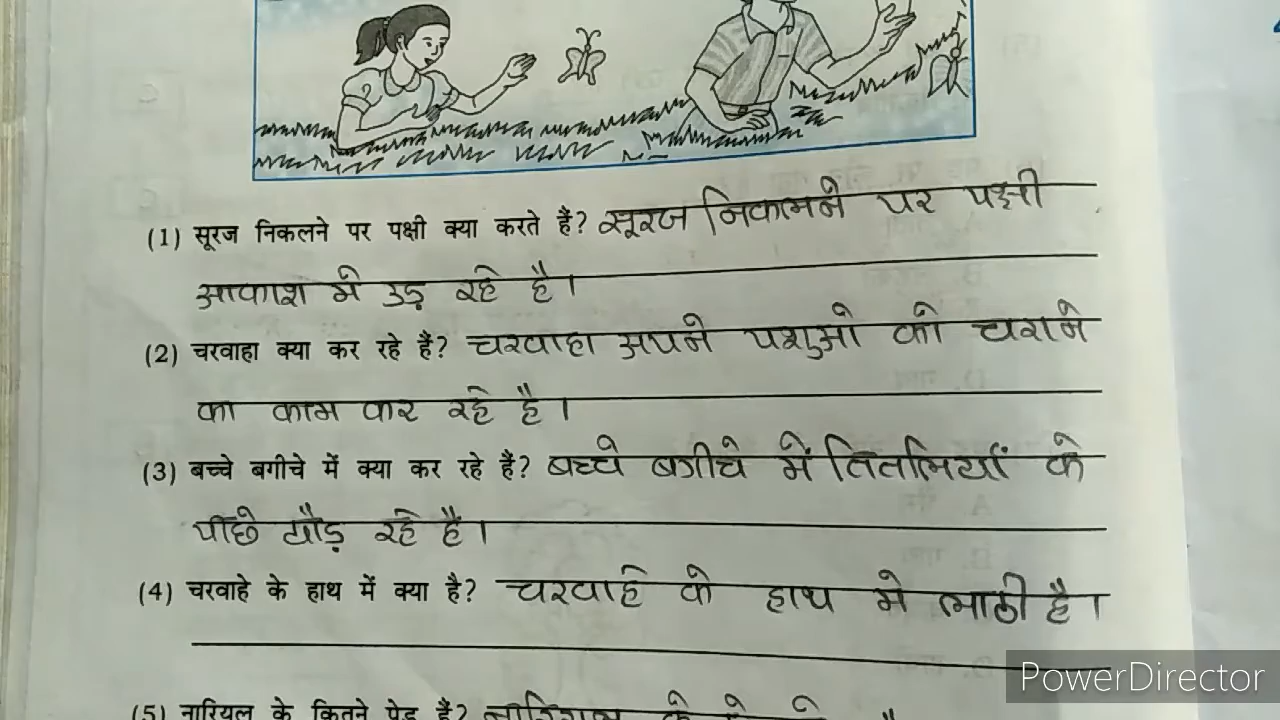 (1) सूरज निकलने पर पक्षी क्या करते हैं? सूरज निकालने पर पक्षी
आकाश मे उड़ रहे है।
(2) चरवाहा क्या कर रहे हैं? चरवाहा अपने पशुओ को चराने
का काम कर रहे है।
(3) बच्चे बगीचे में क्या कर रहे हैं? बच्चे बगीचे में तितलियाँ के
पीछे दौड़ रहे है।
(4) चरवाहे के हाथ में क्या है? चरवाहे के हाथ मे लाठी है।
(5) नारियल के कितने पेड़ हैं? नारियल के
PowerDirector